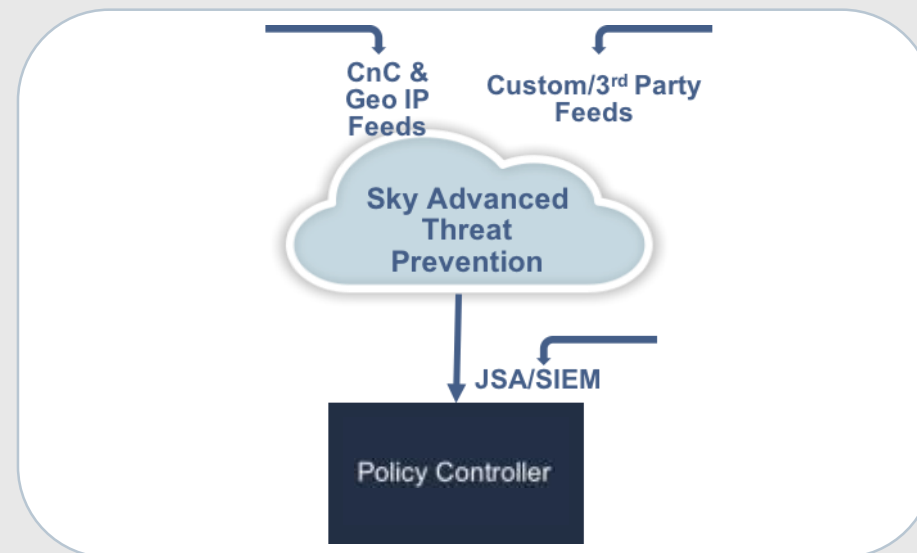 CnC &
Geo IP
Feeds
Custom/3rd Party
Feeds
Sky Advanced
Threat
Prevention
JSA/SIEM
Policy Controller